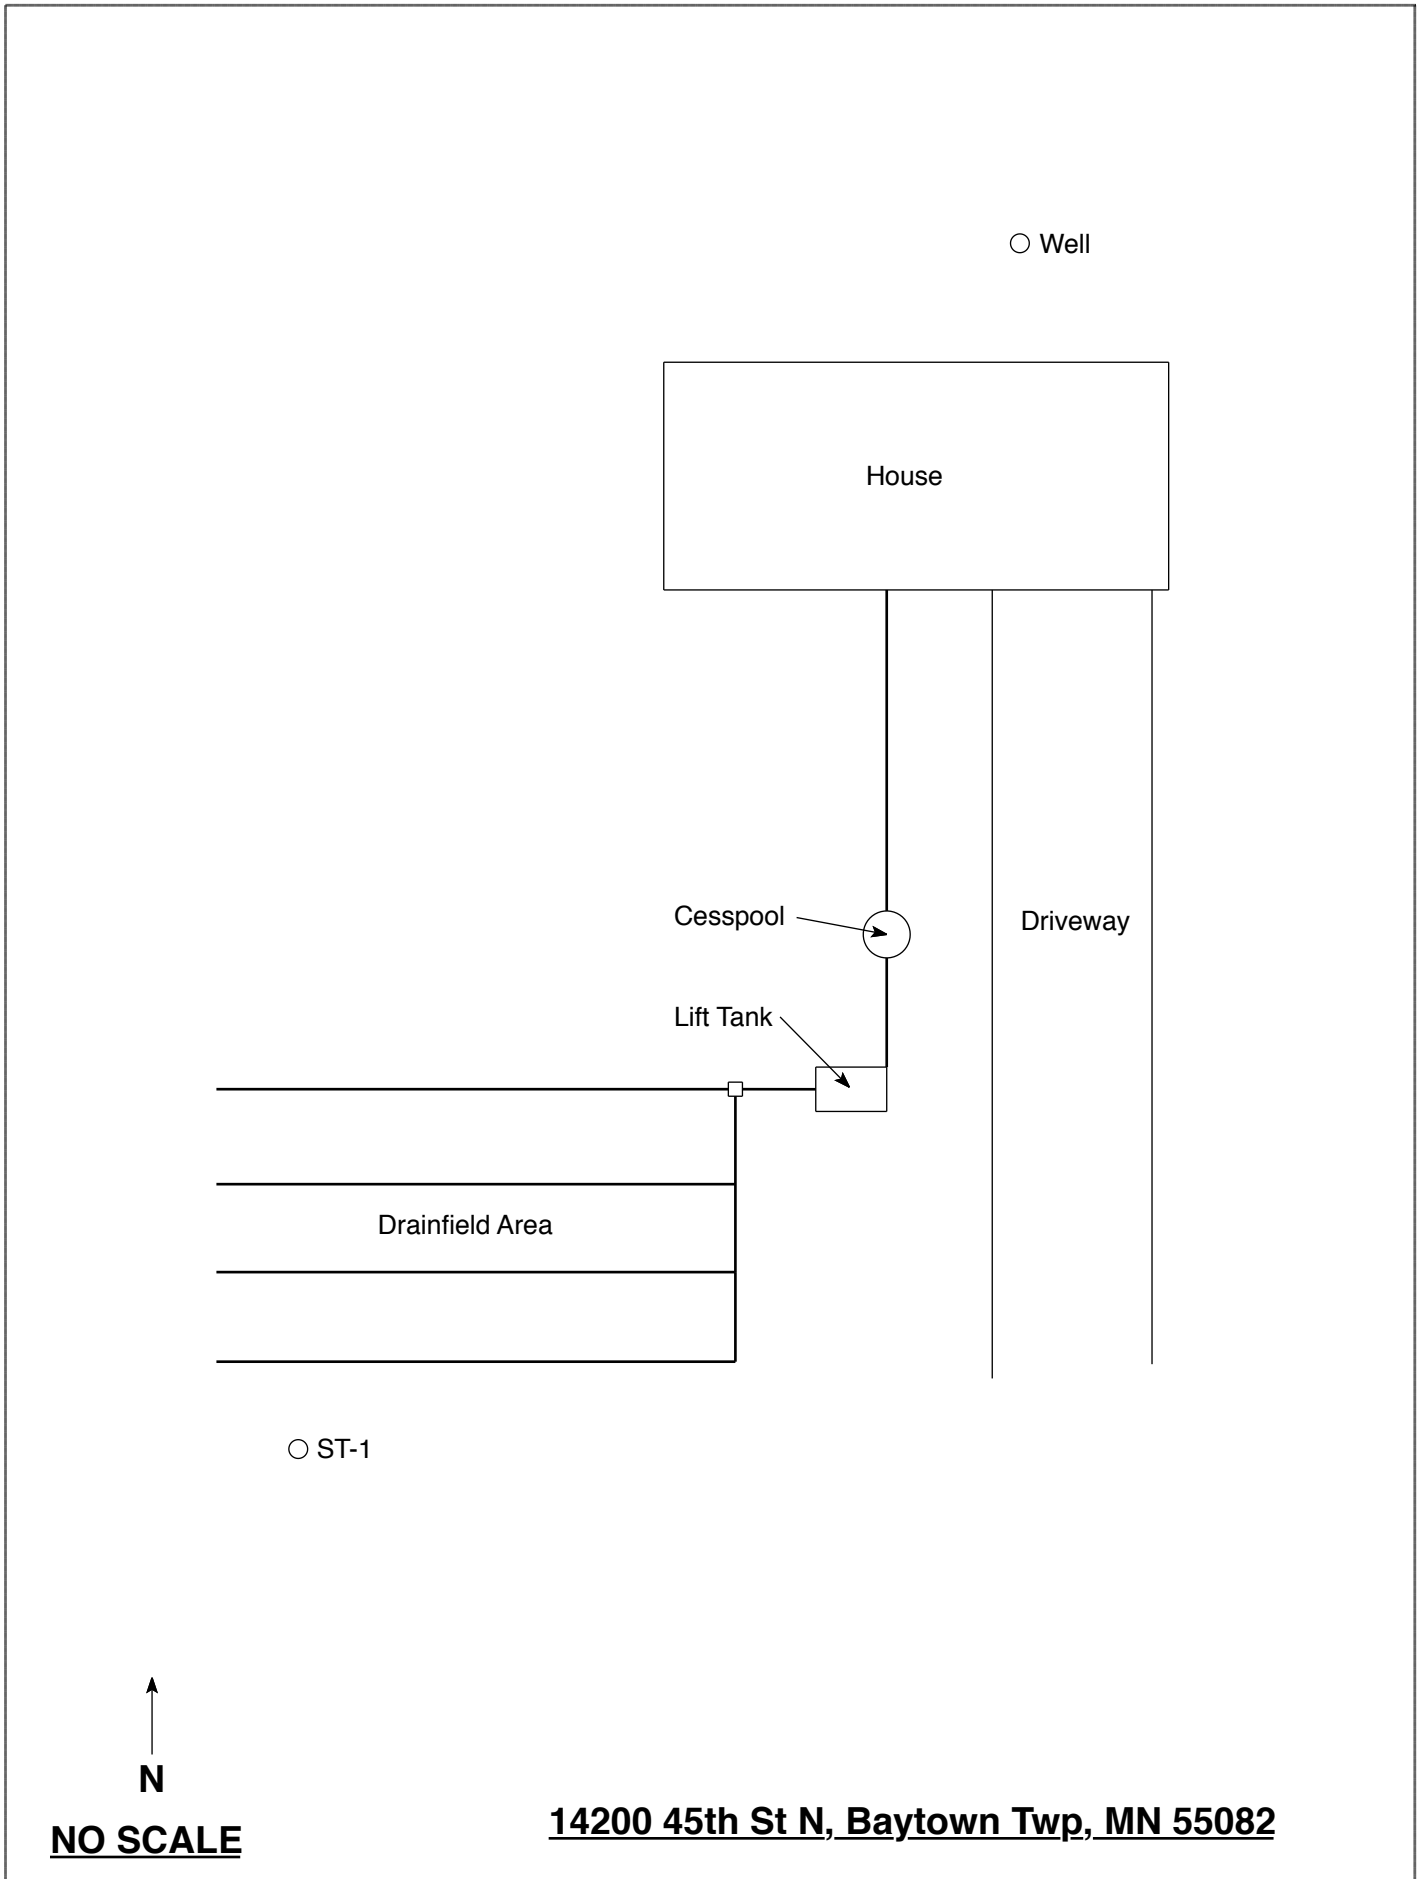 Well
House
Cesspool
Driveway
Lift Tank
Drainfield Area
ST-1
N
NO SCALE
14200 45th St N, Baytown Twp, MN 55082